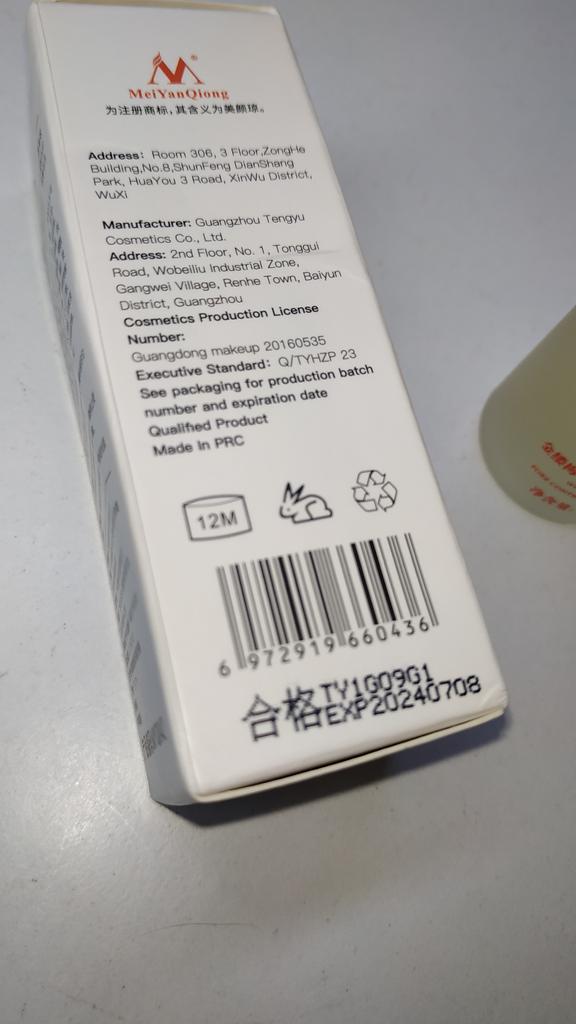 MeiYanQiong
为注册商标，其含义为美颜琼。
Address: Room 306, 3 Floor,ZongHe
Building,No.8,ShunFeng DianShang
Park, HuaYou 3 Road, XinWu District,
WuXi
Manufacturer: Guangzhou Tengyu
Cosmetics Co., Ltd.
Address: 2nd Floor, No. 1, Tonggui
Road, Wobeiliu Industrial Zone,
Gangwei Village, Renhe Town, Baiyun
District, Guangzhou
Cosmetics Production License
Number:
Guangdong makeup 20160535
Executive Standard: Q/TYHZP 23
See packaging for production batch
number and expiration date
Qualified Product
Made In PRC
12M
6 972919 660436
合格 TY1G09G1
EXP20240708
净含量